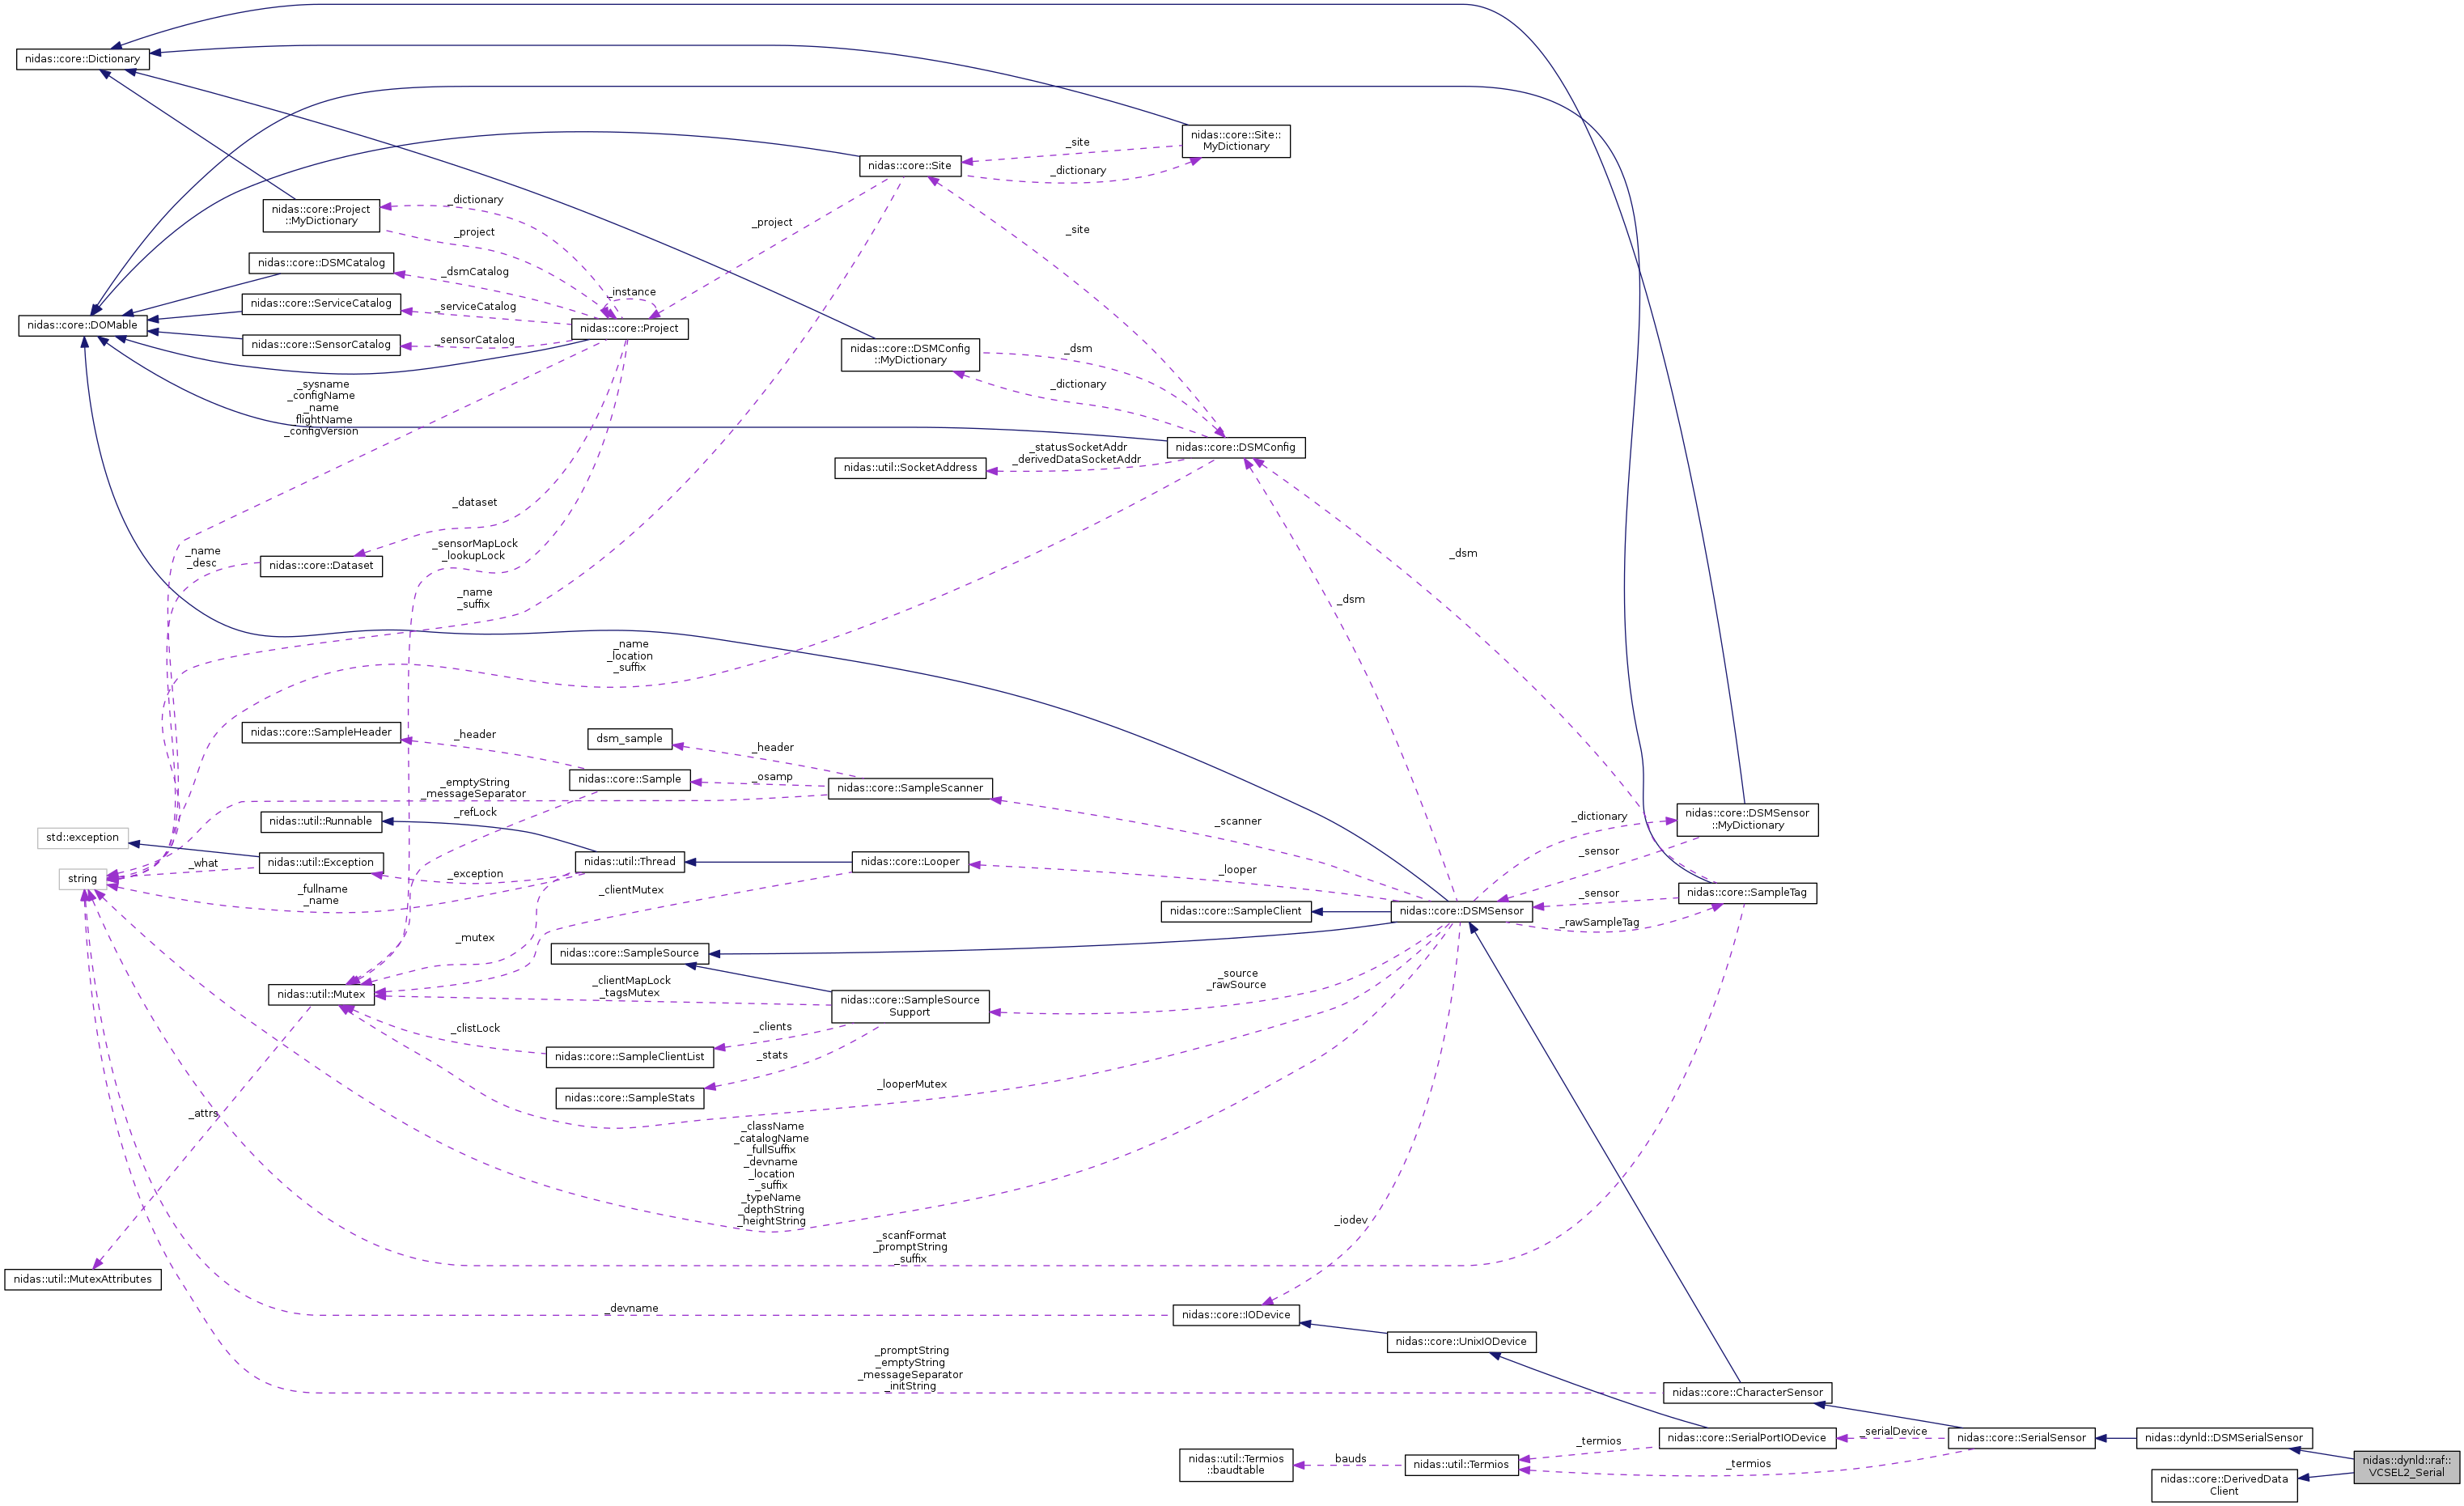 nidas::core::Dictionary
nidas::core::Site::
MyDictionary
_site
nidas::core::Site
_dictionary
nidas::core::Project
::MyDictionary
_dictionary
_project
_project
_site
nidas::core::DSMCatalog
_dsmCatalog
_instance
nidas::core::ServiceCatalog
_serviceCatalog
nidas::core::DOMable
nidas::core::Project
nidas::core::SensorCatalog
_sensorCatalog
nidas::core::DSMConfig
::MyDictionary
_dsm
_dictionary
_sysname
_configName
_name
flightName
_configVersion
nidas::core::DSMConfig
_statusSocketAddr
_derivedDataSocketAddr
nidas::util::SocketAddress
_dataset
_name
_desc
_sensorMapLock
_lookupLock
_dsm
nidas::core::Dataset
_name
_suffix
_dsm
_name
_location
_suffix
nidas::core::SampleHeader
_header
dsm_sample
_header
nidas::core::Sample
_osamp
nidas::core::SampleScanner
_emptyString
_messageSeparator
_refLock
nidas::util::Runnable
_scanner
_dictionary
nidas::core::DSMSensor
::MyDictionary
std::exception
_what
nidas::util::Exception
nidas::util::Thread
nidas::core::Looper
_sensor
_looper
string
_exception
_fullname
_name
_clientMutex
nidas::core::SampleTag
_sensor
nidas::core::SampleClient
nidas::core::DSMSensor
_rawSampleTag
_mutex
nidas::core::SampleSource
_source
_rawSource
_clientMapLock
_tagsMutex
nidas::util::Mutex
nidas::core::SampleSource
Support
_clistLock
_clients
nidas::core::SampleClientList
_stats
nidas::core::SampleStats
_looperMutex
_attrs
_className
_catalogName
_fullSuffix
_devname
_location
_suffix
_typeName
_depthString
_heightString
_iodev
_scanfFormat
_promptString
_suffix
nidas::util::MutexAttributes
_devname
nidas::core::IODevice
nidas::core::UnixIODevice
_promptString
_emptyString
_messageSeparator
_initString
nidas::core::CharacterSensor
nidas::core::SerialPortIODevice
_serialDevice
nidas::core::SerialSensor
nidas::dynld::DSMSerialSensor
_termios
_termios
nidas::util::Termios
::baudtable
bauds
nidas::util::Termios
nidas::dynld::raf::
VCSEL2_Serial
nidas::core::DerivedData
Client